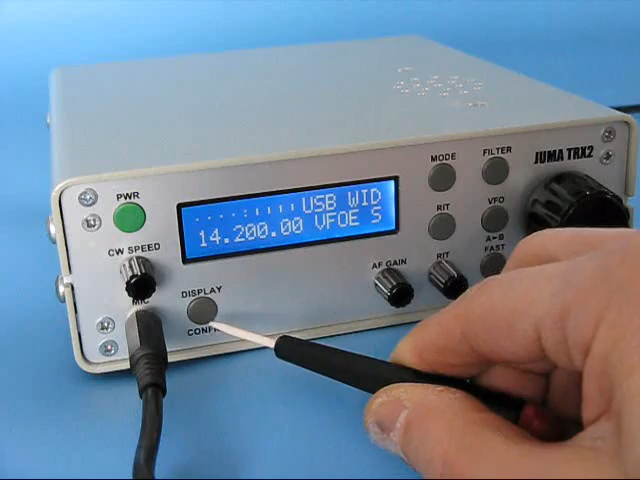 JUMA TRX2
MODE
FILTER
PWR
USB WID
14.200.00 VFOE S
RIT
VFO
A-B
FAST
CW SPEED
AF GAIN
RIT
DISPLAY
MIC